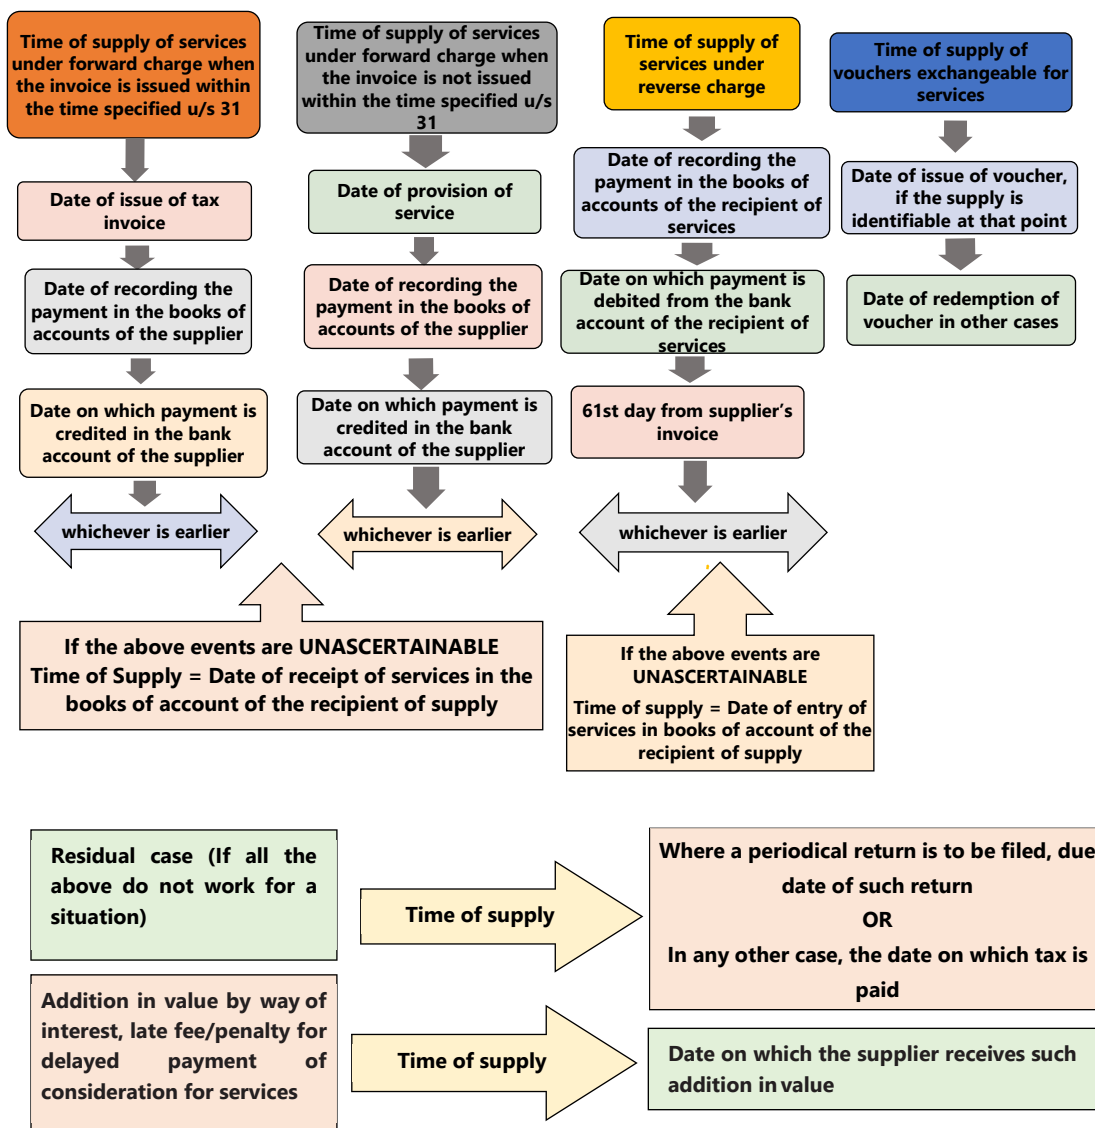 Time of supply of services
under forward charge when
the invoice is issued within
the time specified u/s 31
Date of issue of tax
invoice
Date of recording the
payment in the books of
accounts of the supplier
Date on which payment is
credited in the bank
account of the supplier
whichever is earlier
Time of supply of services
under forward charge when
the invoice is not issued
within the time specified u/s
31
Date of provision of
service
Date of recording the
payment in the books of
accounts of the supplier
Date on which payment is
credited in the bank
account of the supplier
whichever is earlier
If the above events are UNASCERTAINABLE
Time of Supply = Date of receipt of services in the
books of account of the recipient of supply
Time of supply of
services under
reverse charge
Date of recording the
payment in the books of
accounts of the recipient of
services
Date on which payment is
debited from the bank
account of the recipient of
services
61st day from supplier's
invoice
whichever is earlier
If the above events are
UNASCERTAINABLE
Time of supply = Date of entry of
services in books of account of the
recipient of supply
Time of supply of
vouchers exchangeable for
services
Date of issue of voucher,
if the supply is
identifiable at that point
Date of redemption of
voucher in other cases
Residual case (If all the
above do not work for a
situation)
Time of supply
Where a periodical return is to be filed, due
date of such return
OR
In any other case, the date on which tax is
paid
Addition in value by way of
interest, late fee/penalty for
delayed payment of
consideration for services
Time of supply
Date on which the supplier receives such
addition in value